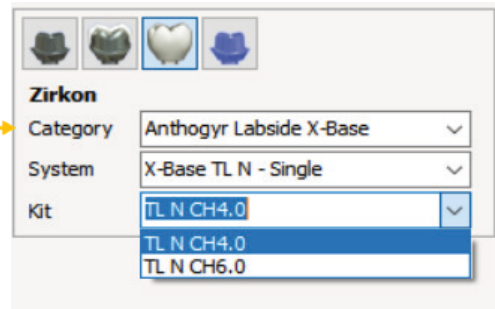 Zirkon
Category Anthogyr Labside X-Base
System X-Base TL N - Single
Kit TL N CH4.0
TL N CH4.0
TL N CH6.0